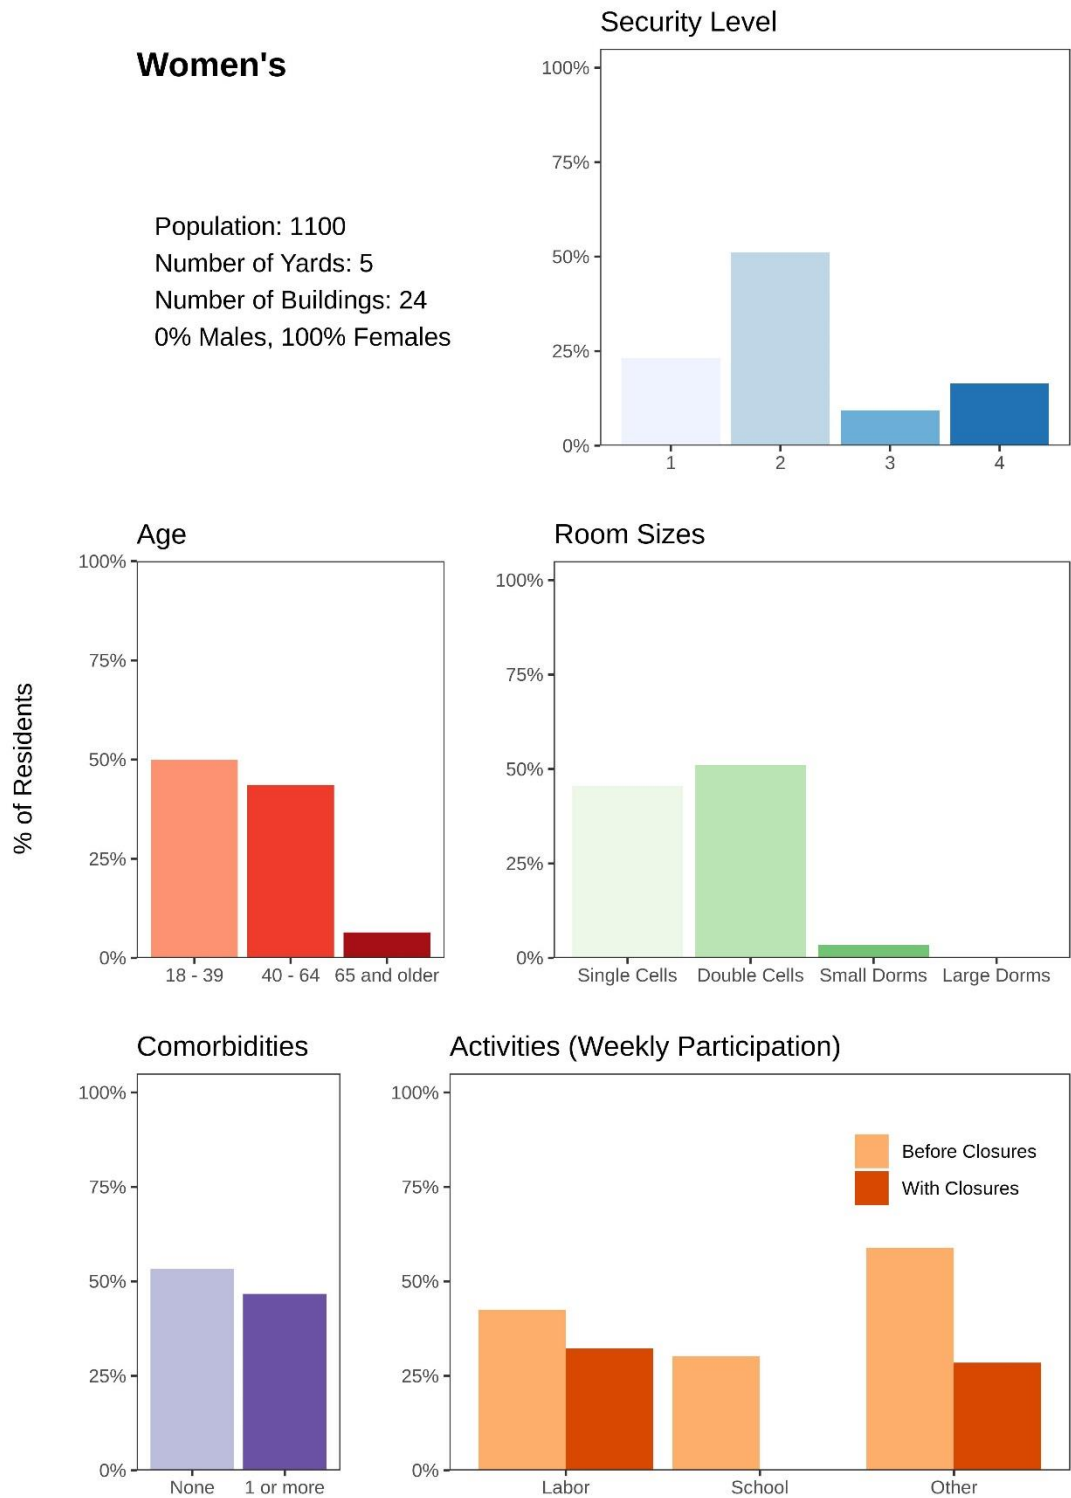 Women's
Population: 1100
Number of Yards: 5
Number of Buildings: 24
0% Males, 100% Females
Security Level
100%
75%
50%
25%
0%
1 2 3 4
% of Residents
Age
100%
75%
50%
25%
0%
18 - 39 40 - 64 65 and older
Room Sizes
100%
75%
50%
25%
0%
Single Cells Double Cells Small Dorms Large Dorms
Comorbidities
100%
75%
50%
25%
0%
None 1 or more
Activities (Weekly Participation)
100%
75%
50%
25%
0%
Before Closures
With Closures
Labor School Other